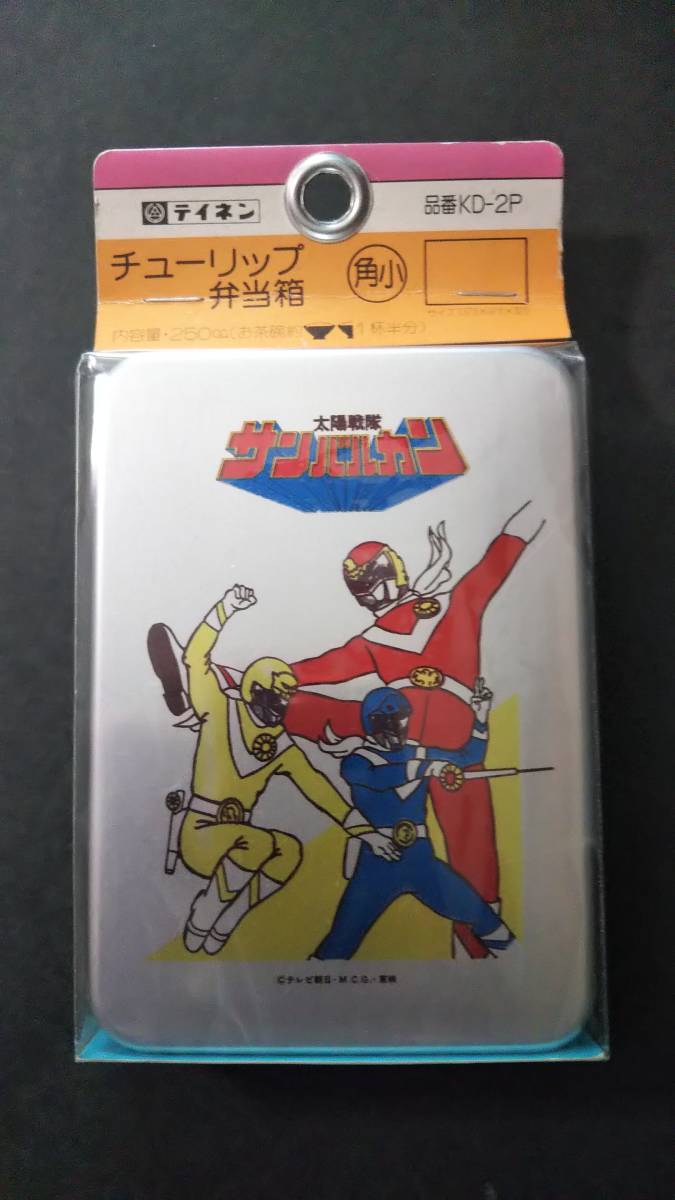 テイネン
品番KD-2P
チューリップ
弁当箱
角小
内容量・250cc(お茶碗約 1杯半分)
太陽戦隊
サンバルカン
©テレビ朝日・M.C.G.・東映